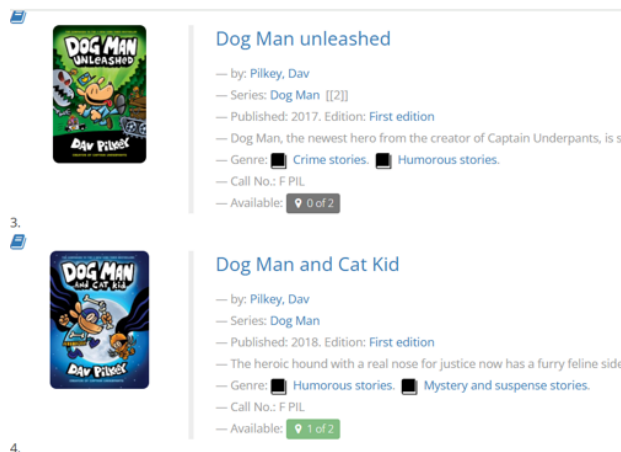 DOG MAN
UNLEASHED
DAV PILKEY
Dog Man unleashed
— by: Pilkey, Dav
— Series: Dog Man [[2]]
— Published: 2017. Edition: First edition
— Dog Man, the newest hero from the creator of Captain Underpants, is s
— Genre: Crime stories. Humorous stories.
— Call No.: F PIL
— Available: 0 of 2
3.
DOG MAN
AND CAT KID
DAV PILKEY
Dog Man and Cat Kid
— by: Pilkey, Dav
— Series: Dog Man
— Published: 2018. Edition: First edition
— The heroic hound with a real nose for justice now has a furry feline side
— Genre: Humorous stories. Mystery and suspense stories.
— Call No.: F PIL
— Available: 1 of 2
4.